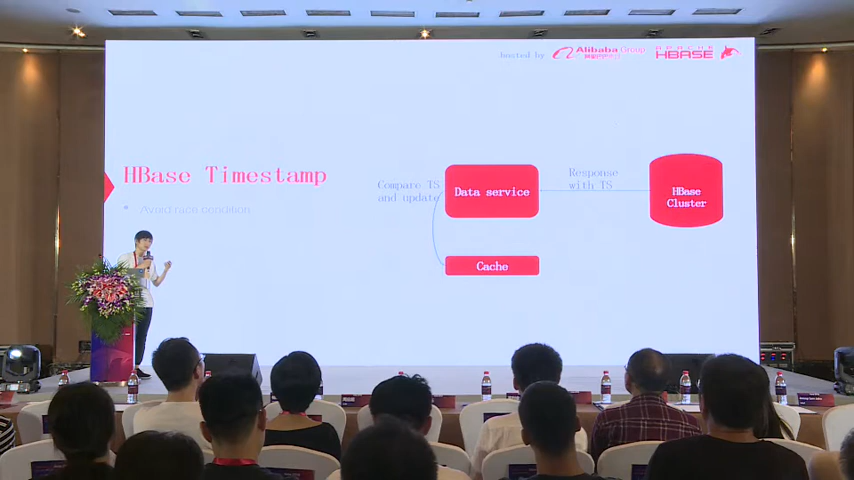 hosted by
Alibaba Group
APACHE
HBASE
HBase Timestamp
Avoid race condition
Compare TS
and update
Data service
Response
with TS
HBase
Cluster
Cache